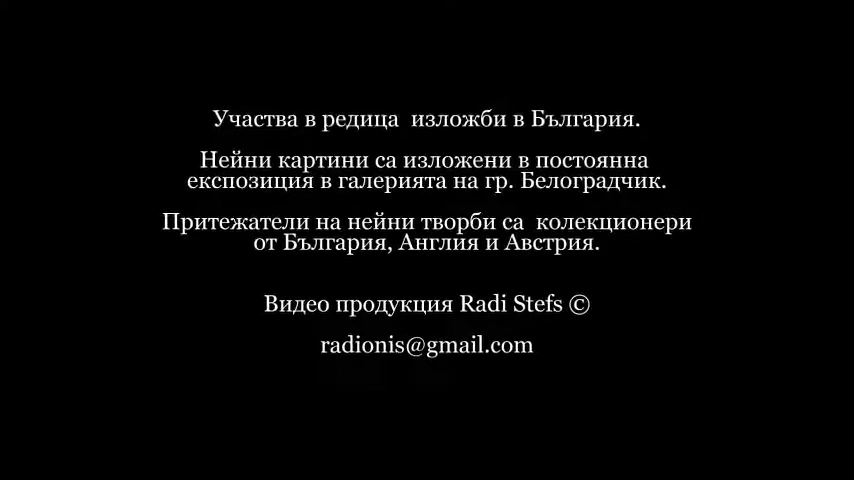 Участва в редица  изложби в България.
Нейни картини са изложени в постоянна
експозиция в галерията на гр. Белоградчик.
Притежатели на нейни творби са  колекционери
от България, Англия и Австрия.
Видео продукция Radi Stefs ©
radionis@gmail.com